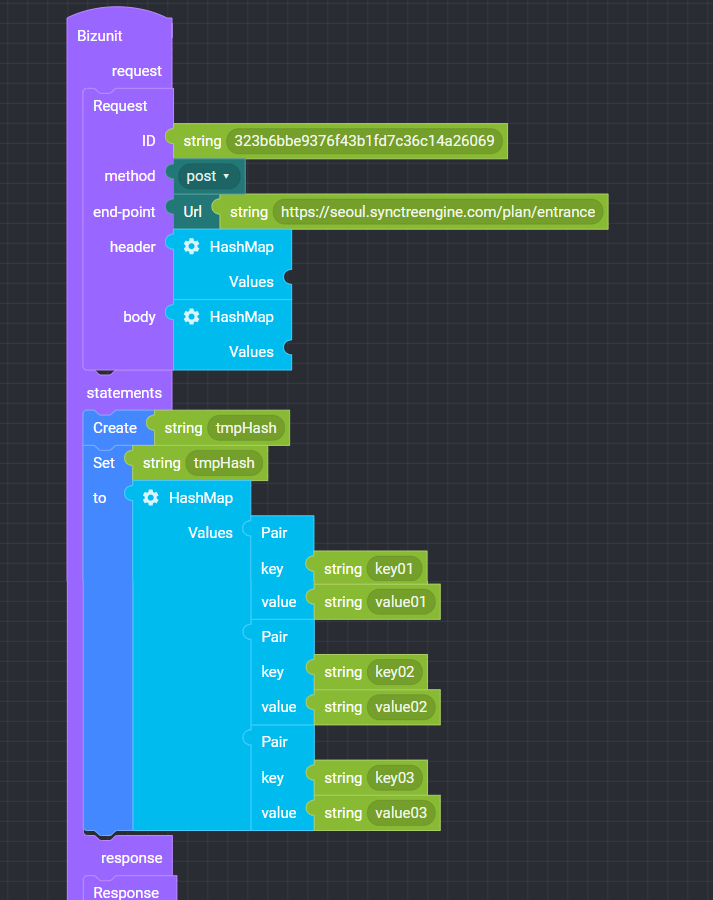 Bizunit
request
Request
ID string 323b6bbe9376f43b1fd7c36c14a26069
method post
end-point Url string https://seoul.synctreengine.com/plan/entrance
header HashMap
Values
body HashMap
Values
statements
Create string tmpHash
Set string tmpHash
to HashMap
Values Pair
key string key01
value string value01
Pair
key string key02
value string value02
Pair
key string key03
value string value03
response
Response